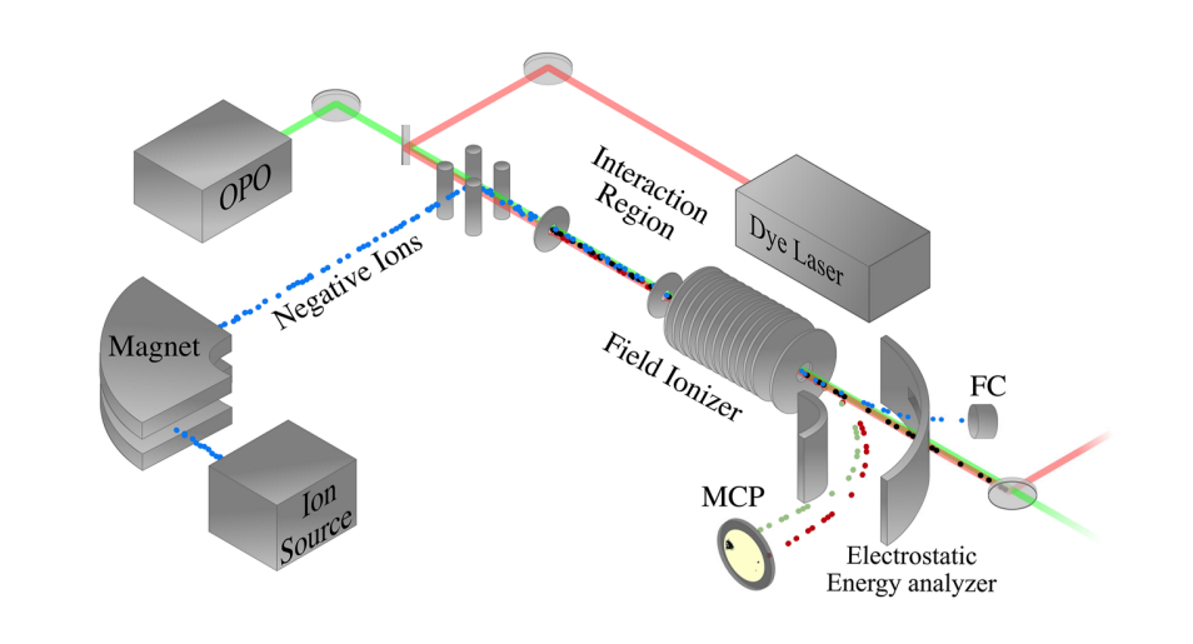 OPO
Interaction
Region
Dye Laser
Negative Ions
Magnet
Field Ionizer
FC
Ion
Source
MCP
Electrostatic
Energy analyzer